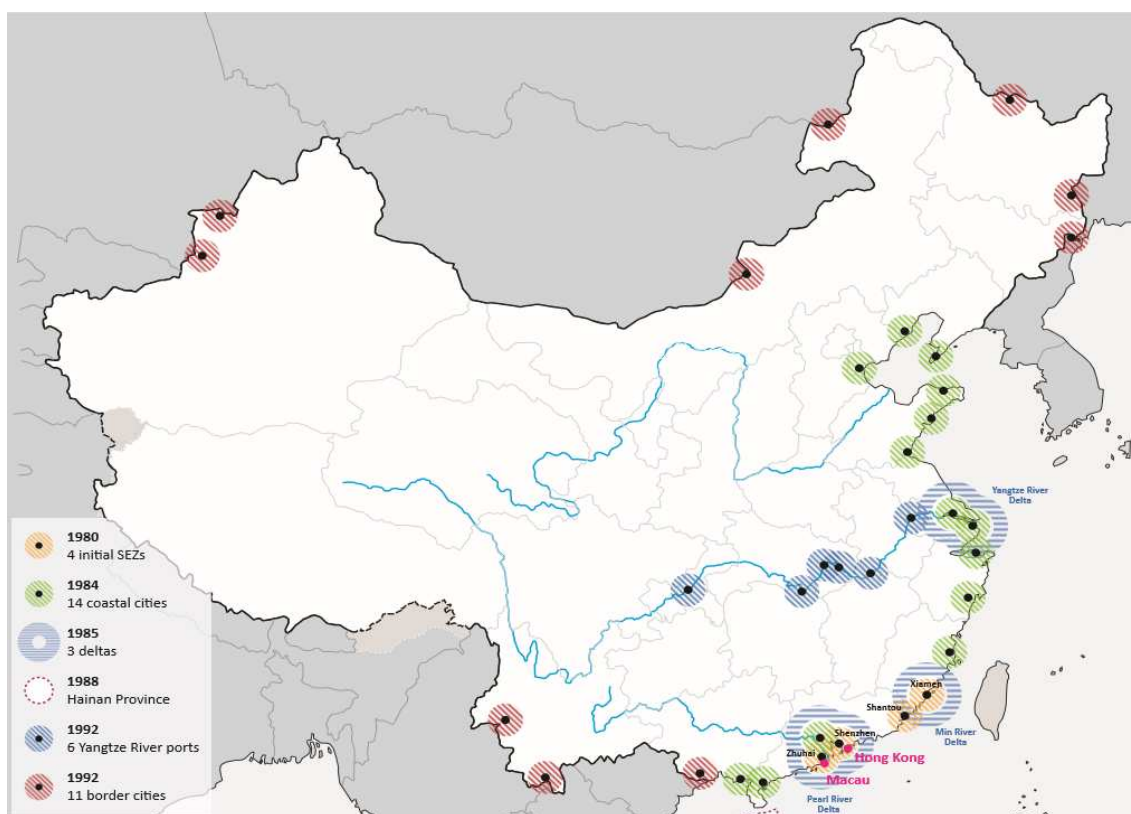 Yangtze River
Delta
1980
4 initial SEZs
1984
14 coastal cities
1985
3 deltas
1988
Hainan Province
1992
6 Yangtze River ports
1992
11 border cities
Xiamen
Shantou
Min River
Delta
Shenzhen
Zhuhai
Hong Kong
Macau
Pearl River
Delta